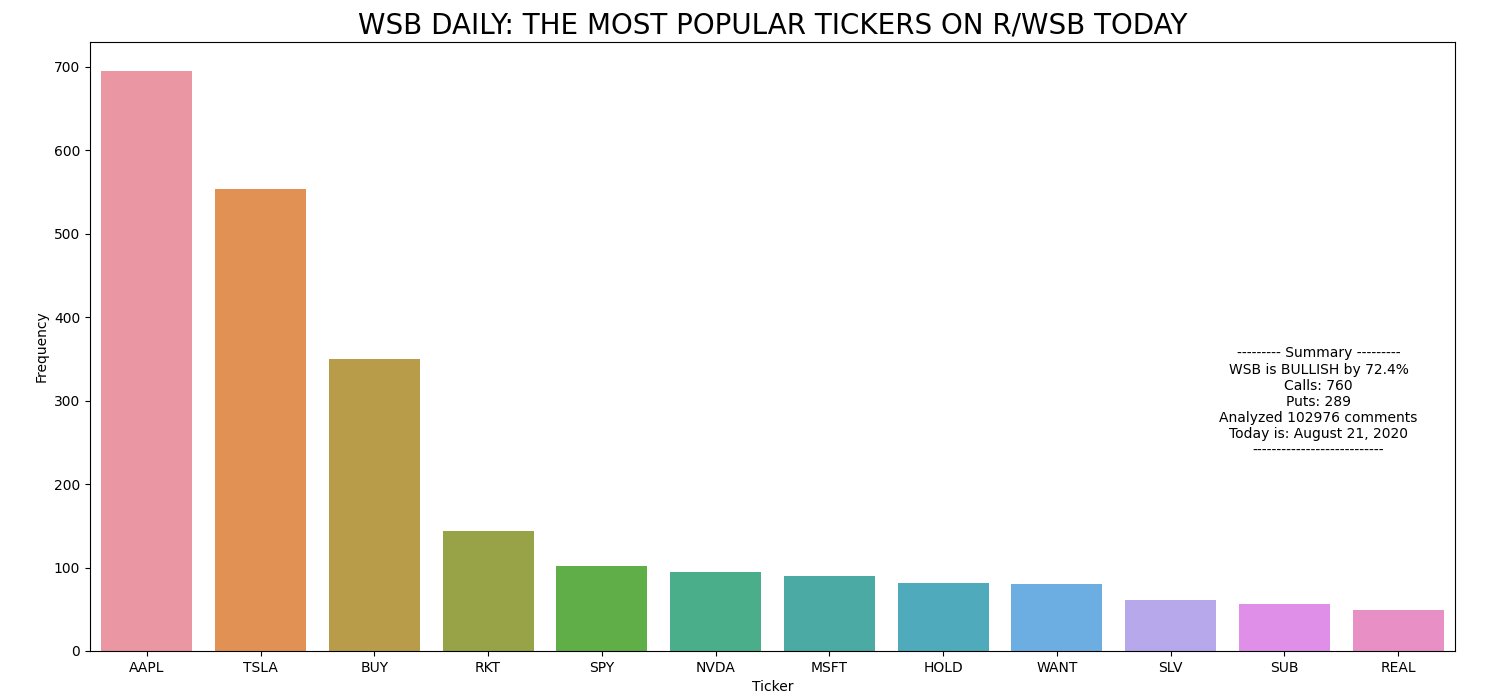 WSB DAILY: THE MOST POPULAR TICKERS ON R/WSB TODAY
700
600
500
400
300
200
100
0
Frequency
--------- Summary ---------
WSB is BULLISH by 72.4%
Calls: 760
Puts: 289
Analyzed 102976 comments
Today is: August 21, 2020
---------------------------
AAPL TSLA BUY RKT SPY NVDA MSFT HOLD WANT SLV SUB REAL
Ticker